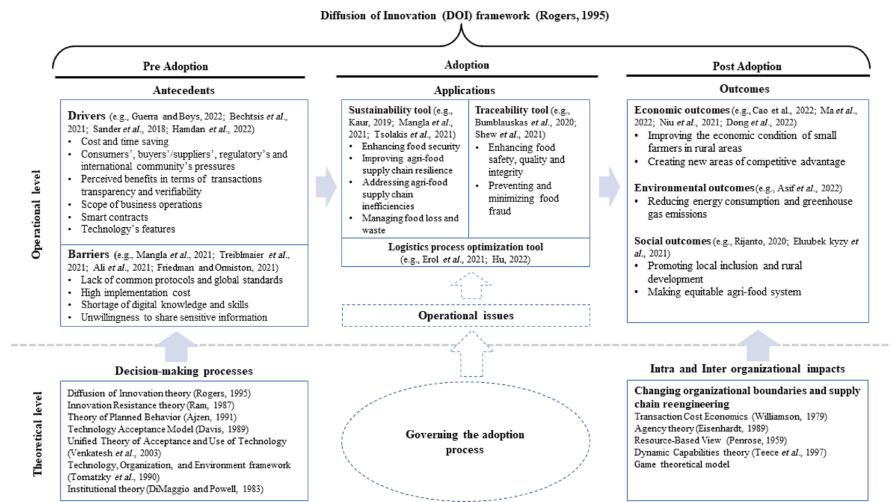 Diffusion of Innovation (DOI) framework (Rogers, 1995)
Pre Adoption
Adoption
Post Adoption
Antecedents
Applications
Outcomes
Operational level
Drivers (e.g., Guerra and Boys, 2022; Bechtsis et al.,
2021; Sander et al., 2018; Hamdan et al., 2022)
• Cost and time saving
• Consumers’, buyers’/suppliers’, regulatory’s and
international community’s pressures
• Perceived benefits in terms of transactions
transparency and verifiability
• Scope of business operations
• Smart contracts
• Technology’s features
Barriers (e.g., Mangla et al., 2021; Treiblmaier et al.,
2021; Ali et al., 2021; Friedman and Ormiston, 2021)
• Lack of common protocols and global standards
• High implementation cost
• Shortage of digital knowledge and skills
• Unwillingness to share sensitive information
Sustainability tool (e.g.,
Kaur, 2019; Mangla et al.,
2021; Tsolakis et al., 2021)
• Enhancing food security
• Improving agri-food
supply chain resilience
• Addressing agri-food
supply chain
inefficiencies
• Managing food loss and
waste
Traceability tool (e.g.,
Bumblauskas et al., 2020;
Shew et al., 2021)
• Enhancing food
safety, quality and
integrity
• Preventing and
minimizing food
fraud
Logistics process optimization tool
(e.g., Erol et al., 2021; Hu, 2022)
Operational issues
Economic outcomes (e.g., Cao et al., 2022; Ma et al.,
2022; Niu et al., 2021; Dong et al., 2022)
• Improving the economic condition of small
farmers in rural areas
• Creating new areas of competitive advantage
Environmental outcomes (e.g., Asif et al., 2022)
• Reducing energy consumption and greenhouse
gas emissions
Social outcomes (e.g., Rijanto, 2020; Eluubek kyzy et
al., 2021)
• Promoting local inclusion and rural
development
• Making equitable agri-food system
Theoretical level
Decision-making processes
Diffusion of Innovation theory (Rogers, 1995)
Innovation Resistance theory (Ram, 1987)
Theory of Planned Behavior (Ajzen, 1991)
Technology Acceptance Model (Davis, 1989)
Unified Theory of Acceptance and Use of Technology
(Venkatesh et al., 2003)
Technology, Organization, and Environment framework
(Tornatzky et al., 1990)
Institutional theory (DiMaggio and Powell, 1983)
Governing the adoption
process
Intra and Inter organizational impacts
Changing organizational boundaries and supply
chain reengineering
Transaction Cost Economics (Williamson, 1979)
Agency theory (Eisenhardt, 1989)
Resource-Based View (Penrose, 1959)
Dynamic Capabilities theory (Teece et al., 1997)
Game theoretical model